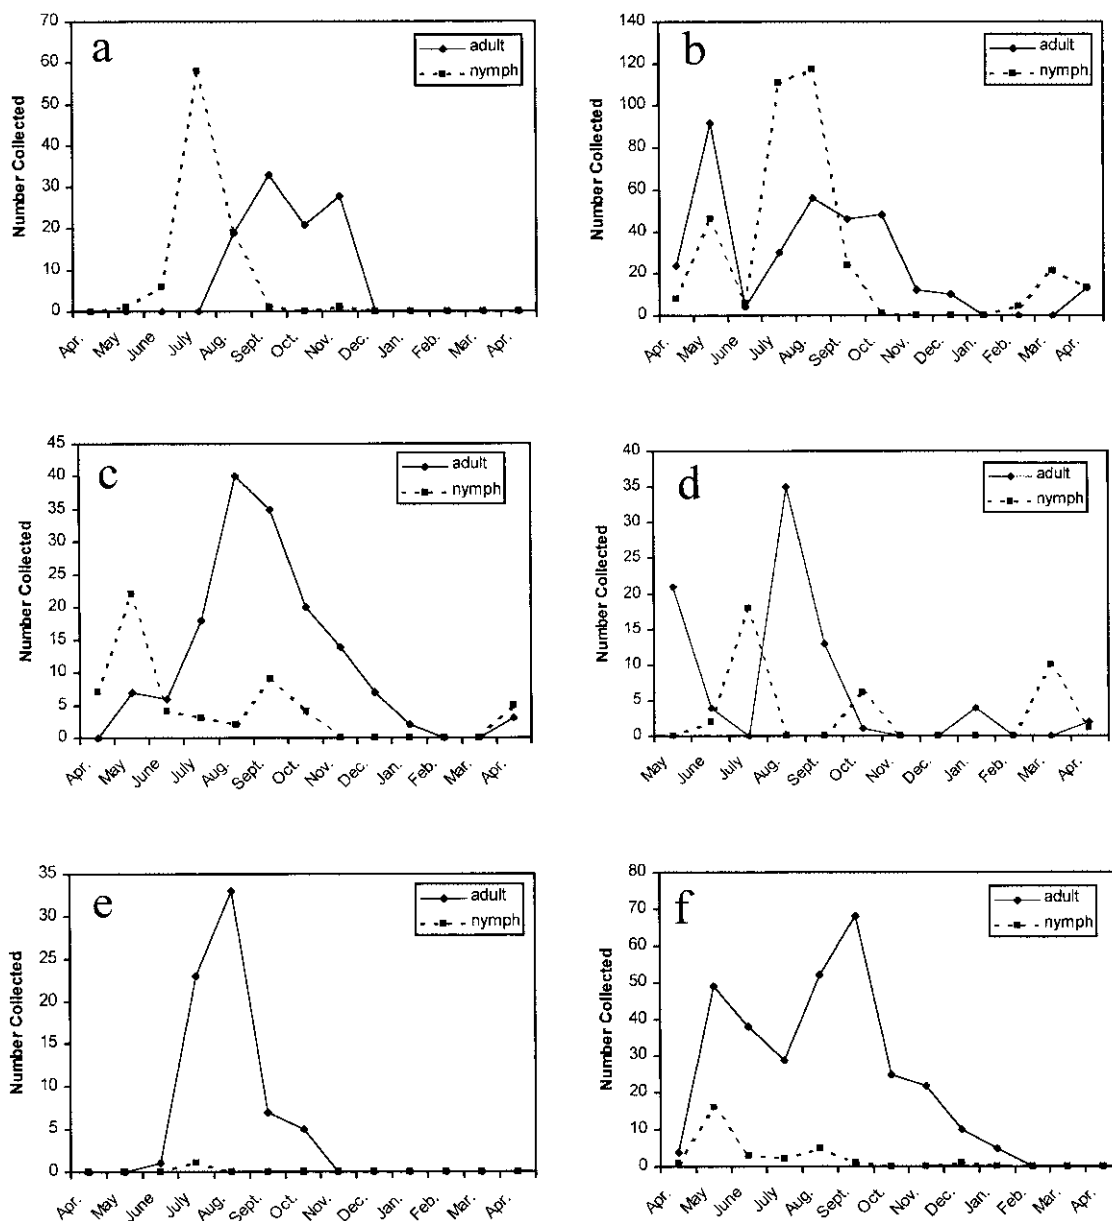 a
adult
nymph
Number Collected
70
60
50
40
30
20
10
0
Apr. May June July Aug. Sept. Oct. Nov. Dec. Jan. Feb. Mar. Apr.
b
adult
nymph
Number Collected
140
120
100
80
60
40
20
0
Apr. May June July Aug. Sept. Oct. Nov. Dec. Jan. Feb. Mar. Apr.
c
adult
nymph
Number Collected
45
40
35
30
25
20
15
10
5
0
Apr. May June July Aug. Sept. Oct. Nov. Dec. Jan. Feb. Mar. Apr.
d
adult
nymph
Number Collected
40
35
30
25
20
15
10
5
0
May June July Aug. Sept. Oct. Nov. Dec. Jan. Feb. Mar. Apr.
e
adult
nymph
Number Collected
35
30
25
20
15
10
5
0
Apr. May June July Aug. Sept. Oct. Nov. Dec. Jan. Feb. Mar. Apr.
f
adult
nymph
Number Collected
80
70
60
50
40
30
20
10
0
Apr. May June July Aug. Sept. Oct. Nov. Dec. Jan. Feb. Mar. Apr.